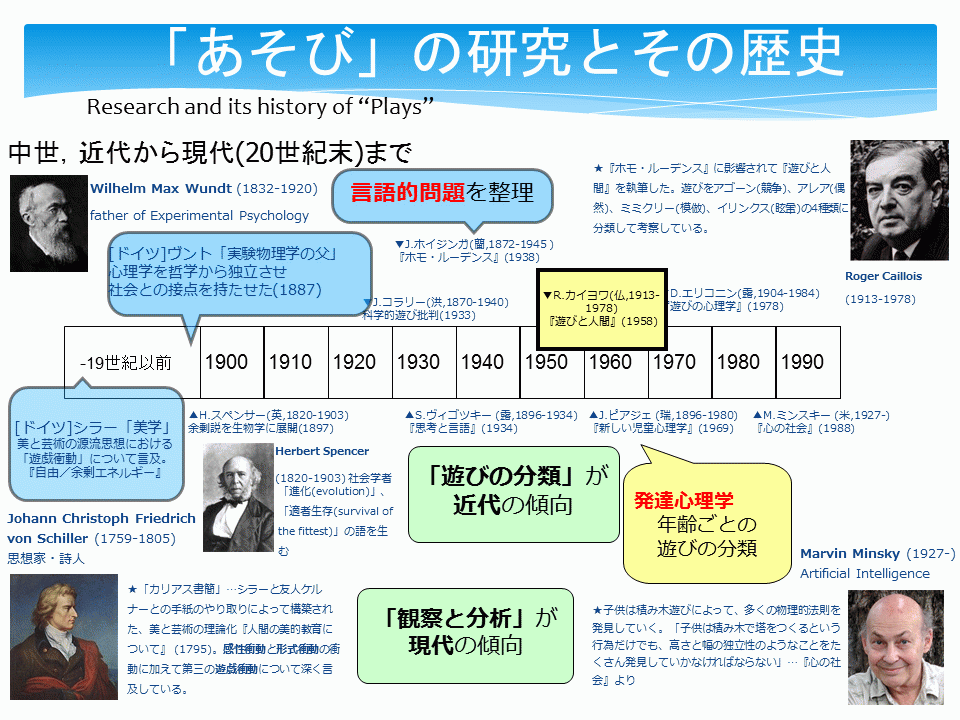 「あそび」の研究とその歴史
Research and its history of “Plays”
中世，近代から現代(20世紀末)まで
Wilhelm Max Wundt (1832-1920)
father of Experimental Psychology
言語的問題を整理
★『ホモ・ルーデンス』に影響されて『遊びと人
間』を執筆した。遊びをアゴーン(競争)、アレア(偶
然)、ミミクリー(模倣)、イリンクス(眩暈)の4種類に
分類して考察している。
Roger Caillois
(1913-1978)
[ドイツ]ヴント「実験物理学の父」
心理学を哲学から独立させ
社会との接点を持たせた(1887)
▼J.ホイジンガ(蘭,1872-1945 )
『ホモ・ルーデンス』(1938)
▼J.コラリー(洪,1870-1940)
科学的遊び批判(1933)
▼R.カイヨワ(仏,1913-
1978)
『遊びと人間』(1958)
D.エリコニン(露,1904-1984)
『遊びの心理学』(1978)
-19世紀以前
1900
1910
1920
1930
1940
1950
1960
1970
1980
1990
[ドイツ]シラー「美学」
美と芸術の源流思想における
「遊戯衝動」について言及。
『自由／余剰エネルギー』
▲H.スペンサー(英,1820-1903)
余剰説を生物学に展開(1897)
▲S.ヴィゴツキー (露,1896-1934)
『思考と言語』(1934)
▲J.ピアジェ (瑞,1896-1980)
『新しい児童心理学』(1969)
▲M.ミンスキー (米,1927-)
『心の社会』(1988)
Herbert Spencer
(1820-1903) 社会学者
「進化(evolution)」、
「適者生存(survival of
the fittest)」の語を生
む
「遊びの分類」が
近代の傾向
発達心理学
年齢ごとの
遊びの分類
Johann Christoph Friedrich
von Schiller (1759-1805)
思想家・詩人
★「カリアス書簡」…シラーと友人ケル
ナーとの手紙のやり取りによって構築され
た、美と芸術の理論化『人間の美的教育に
ついて』 (1795)。感性衝動と形式衝動の衝
動に加えて第三の遊戯衝動について深く言
及している。
「観察と分析」が
現代の傾向
Marvin Minsky (1927-)
Artificial Intelligence
★子供は積み木遊びによって、多くの物理的法則を
発見していく。「子供は積み木で塔をつくるという
行為だけでも、高さと幅の独立性のようなことをた
くさん発見していかなければならない」…『心の社
会』より